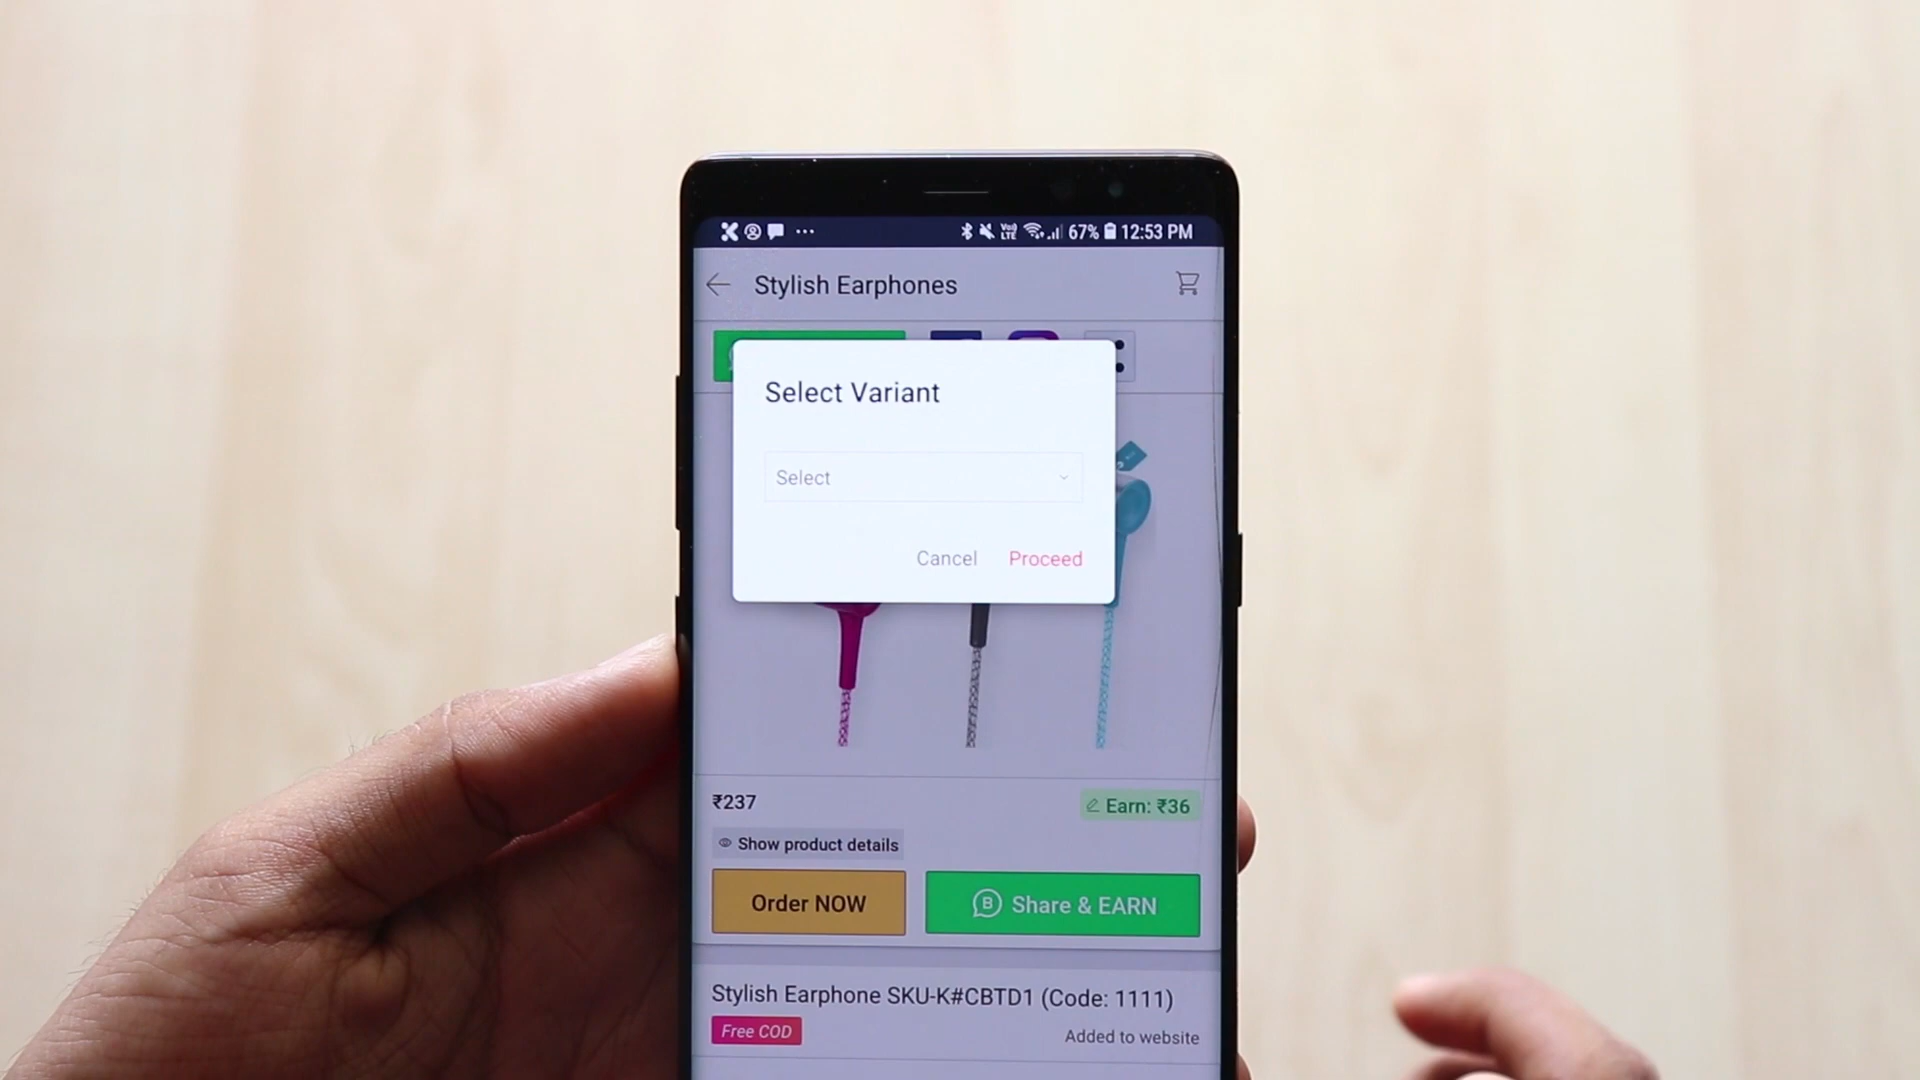 67% 12:53 PM
Stylish Earphones
Select Variant
Select
Cancel Proceed
₹237
Earn: ₹36
Show product details
Order NOW
B Share & EARN
Stylish Earphone SKU-K#CBTD1 (Code: 1111)
Free COD
Added to website